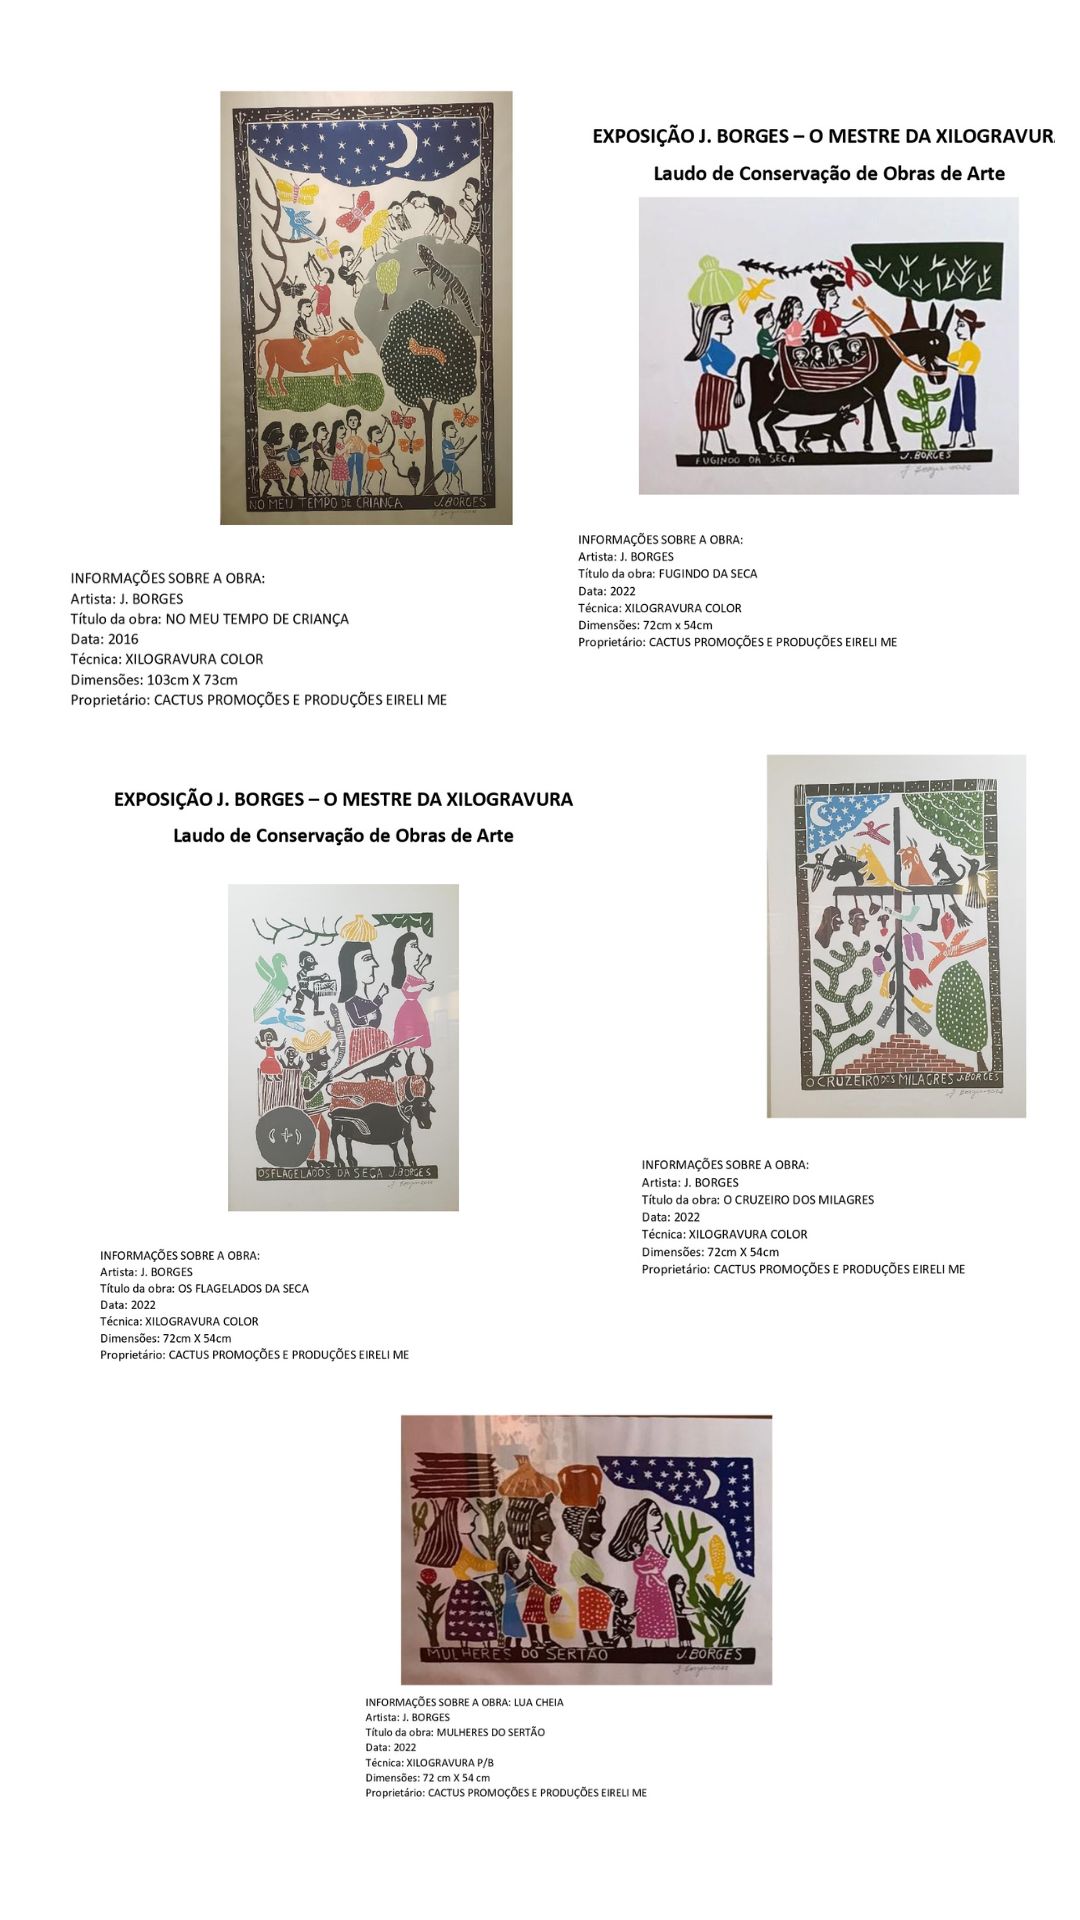 NO MEU TEMPO DE CRIANÇA J.BORGES
INFORMAÇÕES SOBRE A OBRA:
Artista: J. BORGES
Título da obra: NO MEU TEMPO DE CRIANÇA
Data: 2016
Técnica: XILOGRAVURA COLOR
Dimensões: 103cm X 73cm
Proprietário: CACTUS PROMOÇÕES E PRODUÇÕES EIRELI ME
EXPOSIÇÃO J. BORGES – O MESTRE DA XILOGRAVUR
Laudo de Conservação de Obras de Arte
FUGINDO DA SECA J.BORGES
INFORMAÇÕES SOBRE A OBRA:
Artista: J. BORGES
Título da obra: FUGINDO DA SECA
Data: 2022
Técnica: XILOGRAVURA COLOR
Dimensões: 72cm x 54cm
Proprietário: CACTUS PROMOÇÕES E PRODUÇÕES EIRELI ME
EXPOSIÇÃO J. BORGES – O MESTRE DA XILOGRAVURA
Laudo de Conservação de Obras de Arte
OS FLAGELADOS DA SECA J.BORGES
INFORMAÇÕES SOBRE A OBRA:
Artista: J. BORGES
Título da obra: OS FLAGELADOS DA SECA
Data: 2022
Técnica: XILOGRAVURA COLOR
Dimensões: 72cm X 54cm
Proprietário: CACTUS PROMOÇÕES E PRODUÇÕES EIRELI ME
O CRUZEIRO DOS MILAGRES J.BORGES
INFORMAÇÕES SOBRE A OBRA:
Artista: J. BORGES
Título da obra: O CRUZEIRO DOS MILAGRES
Data: 2022
Técnica: XILOGRAVURA COLOR
Dimensões: 72cm X 54cm
Proprietário: CACTUS PROMOÇÕES E PRODUÇÕES EIRELI ME
MULHERES DO SERTÃO J.BORGES
INFORMAÇÕES SOBRE A OBRA: LUA CHEIA
Artista: J. BORGES
Título da obra: MULHERES DO SERTÃO
Data: 2022
Técnica: XILOGRAVURA P/B
Dimensões: 72 cm X 54 cm
Proprietário: CACTUS PROMOÇÕES E PRODUÇÕES EIRELI ME